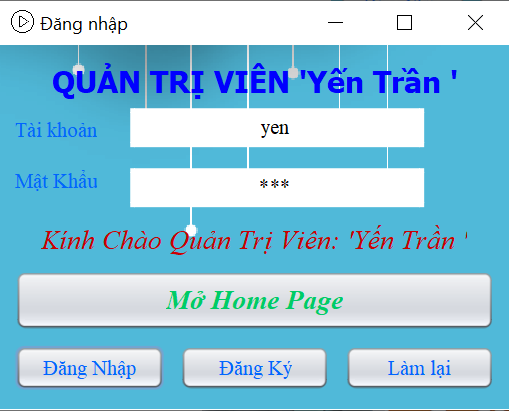 Đăng nhập
QUẢN TRỊ VIÊN 'Yến Trần '
Tài khoản yen
Mật Khẩu ***
Kính Chào Quản Trị Viên: 'Yến Trần '
Mở Home Page
Đăng Nhập Đăng Ký Làm lại